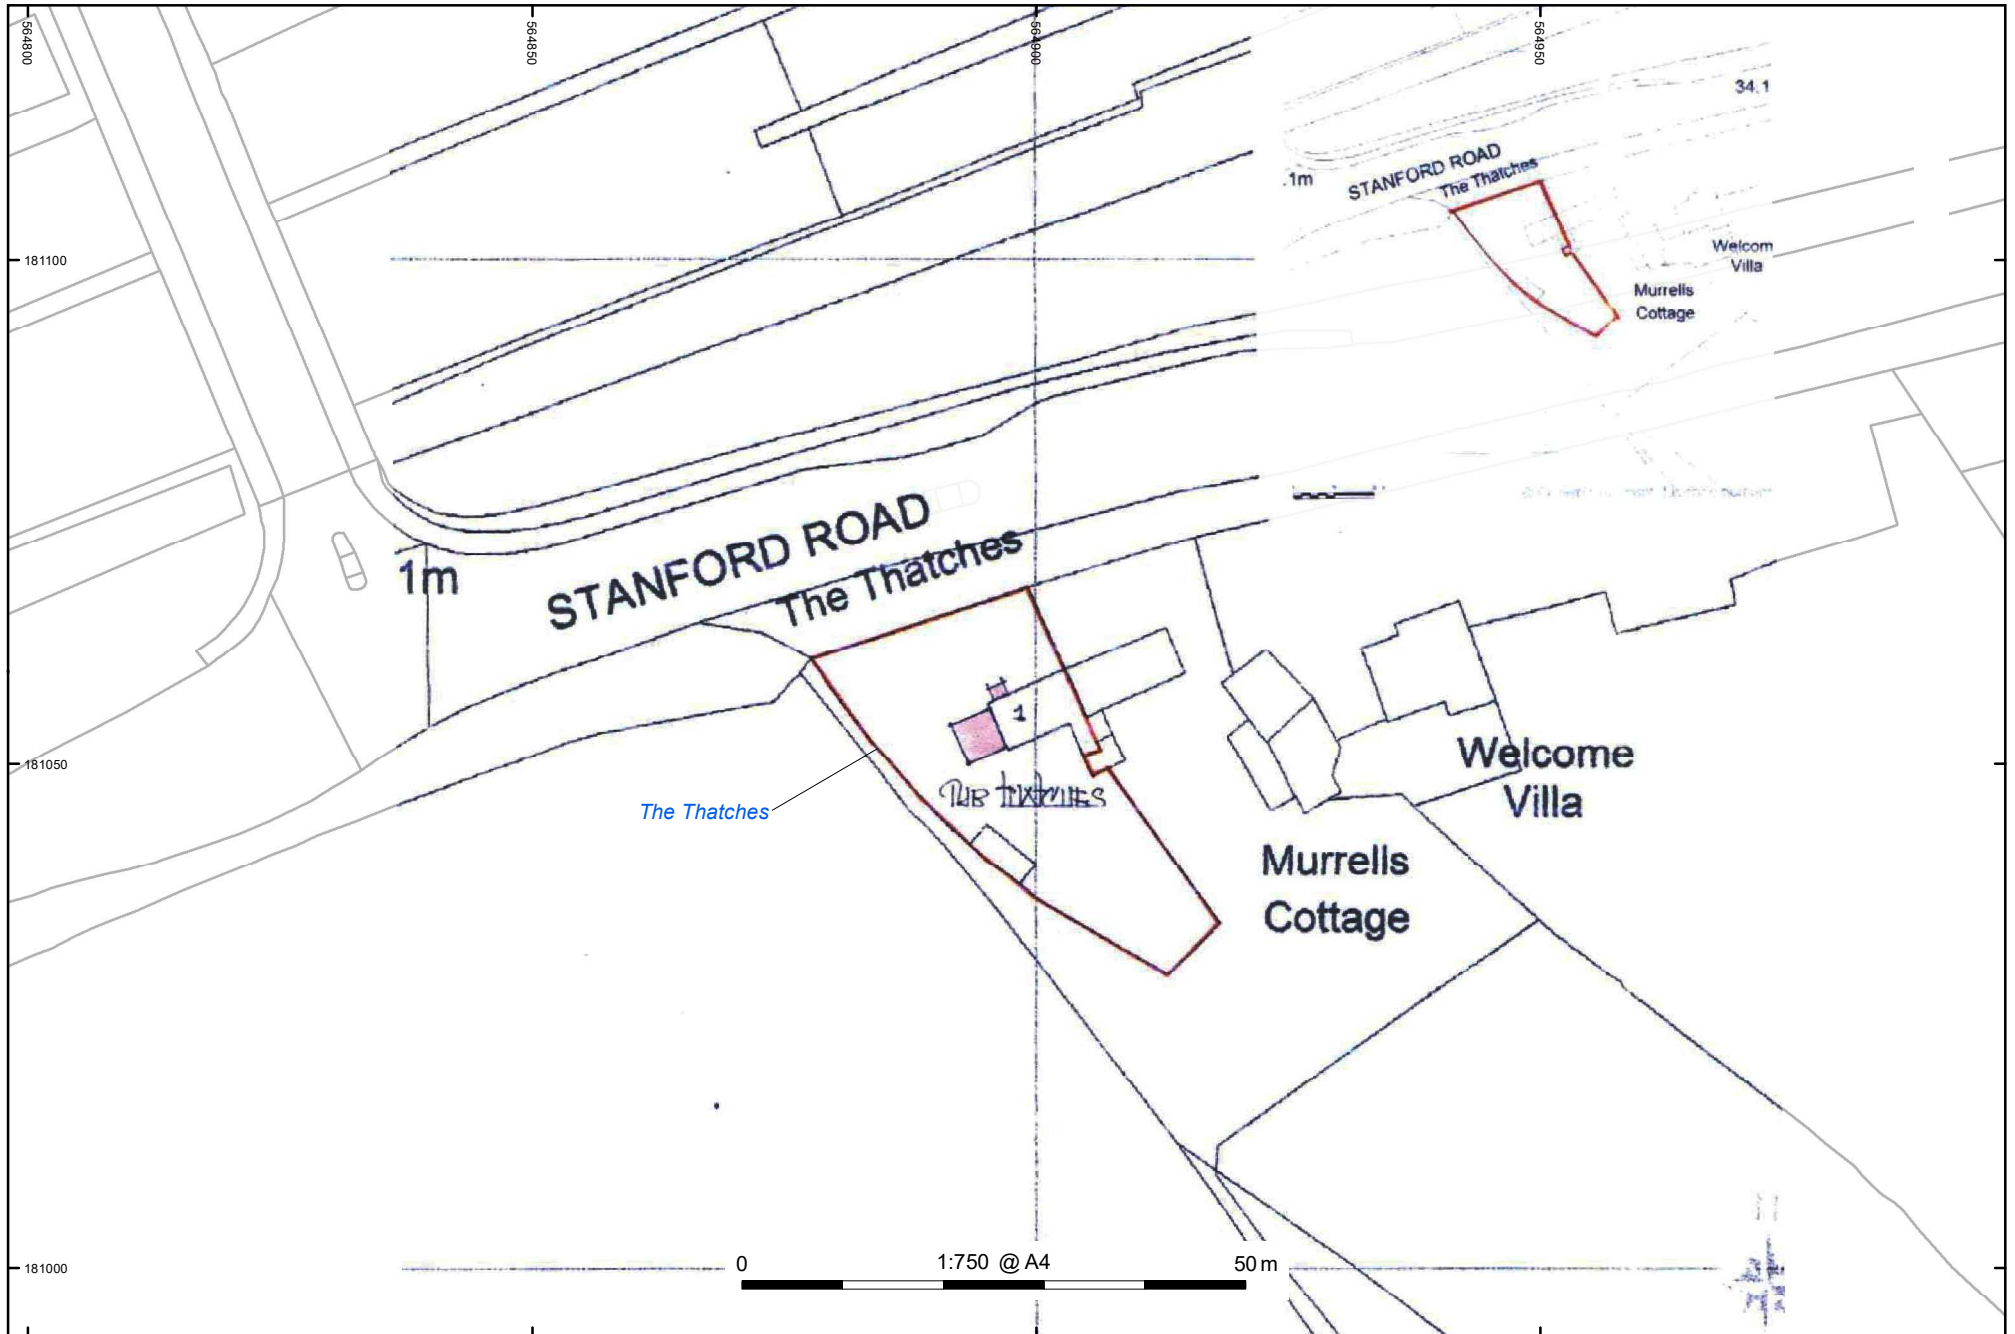 564800
564850
564900
564950
34.1
STANFORD ROAD
The Thatches
.1m
181100
Welcom
Villa
Murrells
Cottage
STANFORD ROAD
The Thatches
1m
1
181050
Welcome
Villa
THE THATCHES
The Thatches
Murrells
Cottage
181000
0
1:750 @ A4
50 m